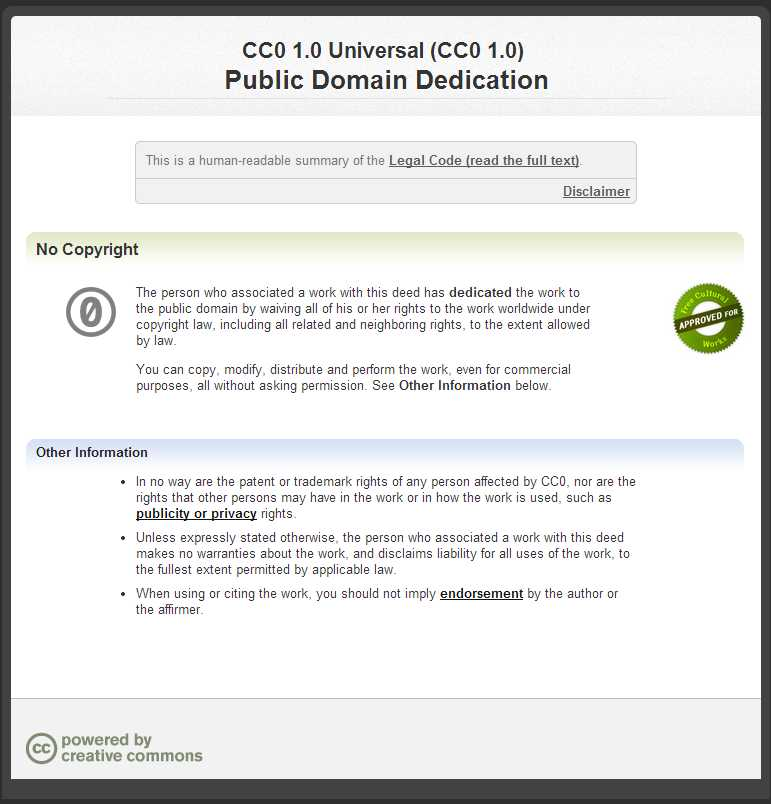 CC0 1.0 Universal (CC0 1.0)
Public Domain Dedication
This is a human-readable summary of the Legal Code (read the full text).
Disclaimer
No Copyright
The person who associated a work with this deed has dedicated the work to
the public domain by waiving all of his or her rights to the work worldwide under
copyright law, including all related and neighboring rights, to the extent allowed
by law.
You can copy, modify, distribute and perform the work, even for commercial
purposes, all without asking permission. See Other Information below.
0
Free Cultural
APPROVED FOR
Works
Other Information
• In no way are the patent or trademark rights of any person affected by CC0, nor are the
rights that other persons may have in the work or in how the work is used, such as
publicity or privacy rights.
• Unless expressly stated otherwise, the person who associated a work with this deed
makes no warranties about the work, and disclaims liability for all uses of the work, to
the fullest extent permitted by applicable law.
• When using or citing the work, you should not imply endorsement by the author or
the affirmer.
cc
powered by
creative commons